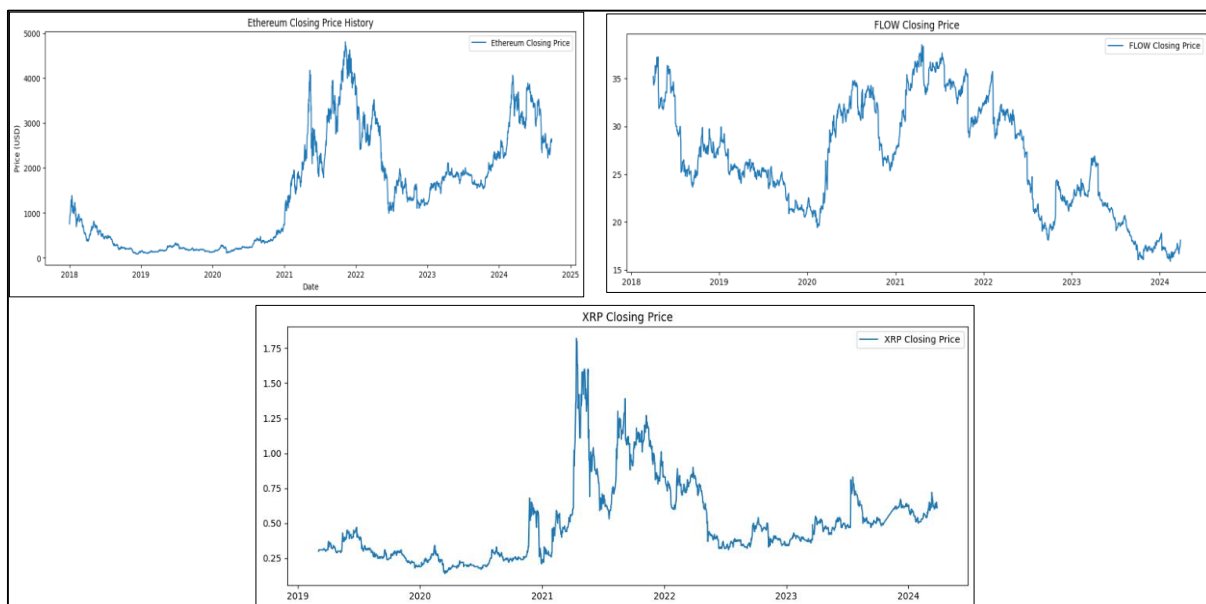 Ethereum Closing Price History
Ethereum Closing Price
Price (USD)
5000
4000
3000
2000
1000
0
2018 2019 2020 2021 2022 2023 2024 2025
Date
FLOW Closing Price
FLOW Closing Price
35
30
25
20
15
2018 2019 2020 2021 2022 2023 2024
XRP Closing Price
XRP Closing Price
1.75
1.50
1.25
1.00
0.75
0.50
0.25
2019 2020 2021 2022 2023 2024